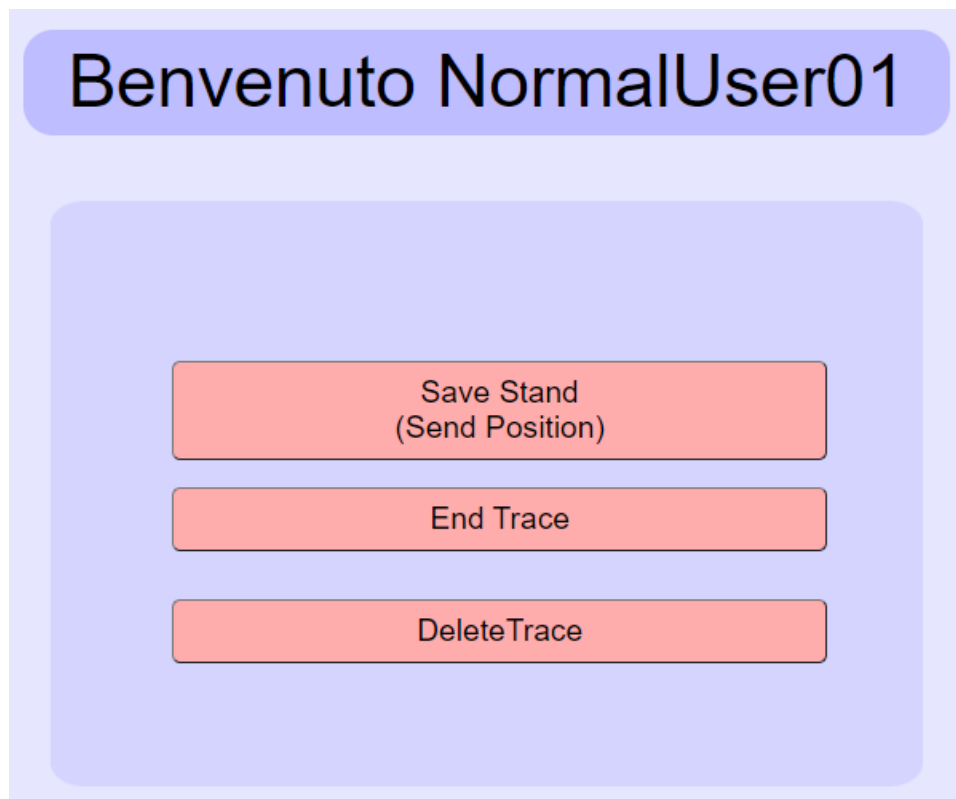 Benvenuto NormalUser01
Save Stand
(Send Position)
End Trace
DeleteTrace